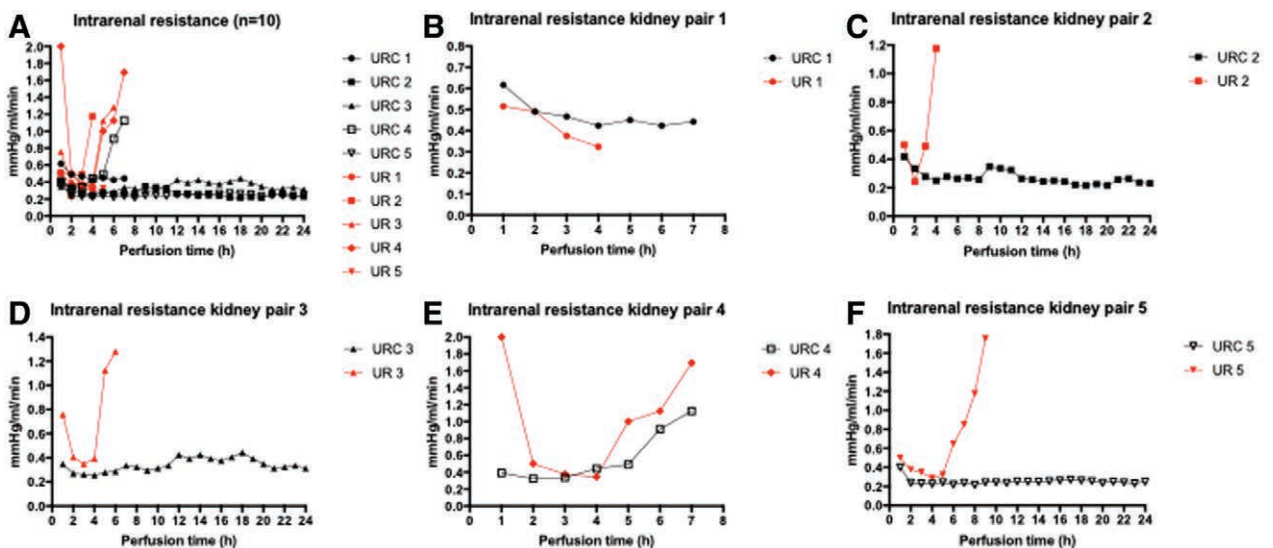 A
Intrarenal resistance (n=10)
mmHg/ml/min
2.0
1.8
1.6
1.4
1.2
1.0
0.8
0.6
0.4
0.2
0.0
0 2 4 6 8 10 12 14 16 18 20 22 24
Perfusion time (h)
URC 1
URC 2
URC 3
URC 4
URC 5
UR 1
UR 2
UR 3
UR 4
UR 5
B
Intrarenal resistance kidney pair 1
mmHg/ml/min
0.8
0.7
0.6
0.5
0.4
0.3
0.2
0.1
0.0
0 1 2 3 4 5 6 7 8
Perfusion time (h)
URC 1
UR 1
C
Intrarenal resistance kidney pair 2
mmHg/ml/min
1.2
1.0
0.8
0.6
0.4
0.2
0.0
0 2 4 6 8 10 12 14 16 18 20 22 24
Perfusion time (h)
URC 2
UR 2
D
Intrarenal resistance kidney pair 3
mmHg/ml/min
1.4
1.2
1.0
0.8
0.6
0.4
0.2
0.0
0 2 4 6 8 10 12 14 16 18 20 22 24
Perfusion time (h)
URC 3
UR 3
E
Intrarenal resistance kidney pair 4
mmHg/ml/min
2.0
1.8
1.6
1.4
1.2
1.0
0.8
0.6
0.4
0.2
0.0
0 1 2 3 4 5 6 7 8
Perfusion time (h)
URC 4
UR 4
F
Intrarenal resistance kidney pair 5
mmHg/ml/min
1.8
1.6
1.4
1.2
1.0
0.8
0.6
0.4
0.2
0.0
0 2 4 6 8 10 12 14 16 18 20 22 24
Perfusion time (h)
URC 5
UR 5